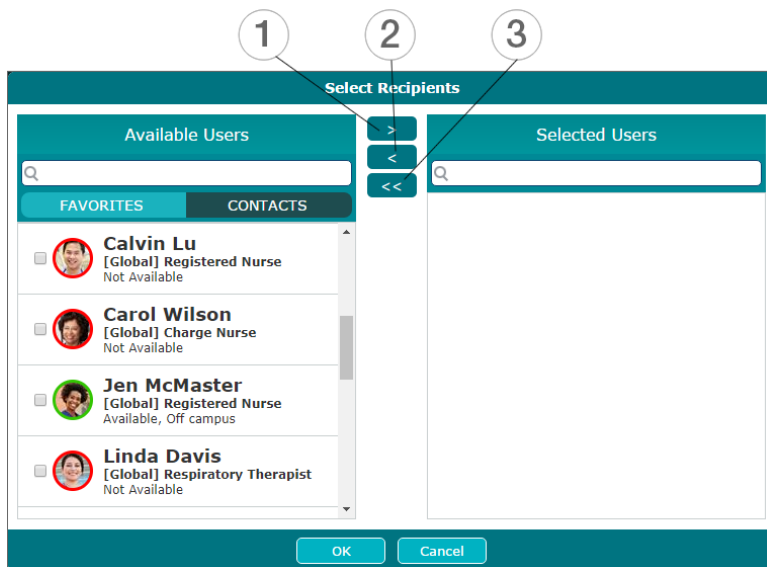 1 2 3
Select Recipients
Available Users
>
<
<<
Selected Users
FAVORITES CONTACTS
Calvin Lu
[Global] Registered Nurse
Not Available
Carol Wilson
[Global] Charge Nurse
Not Available
Jen McMaster
[Global] Registered Nurse
Available, Off campus
Linda Davis
[Global] Respiratory Therapist
Not Available
OK Cancel